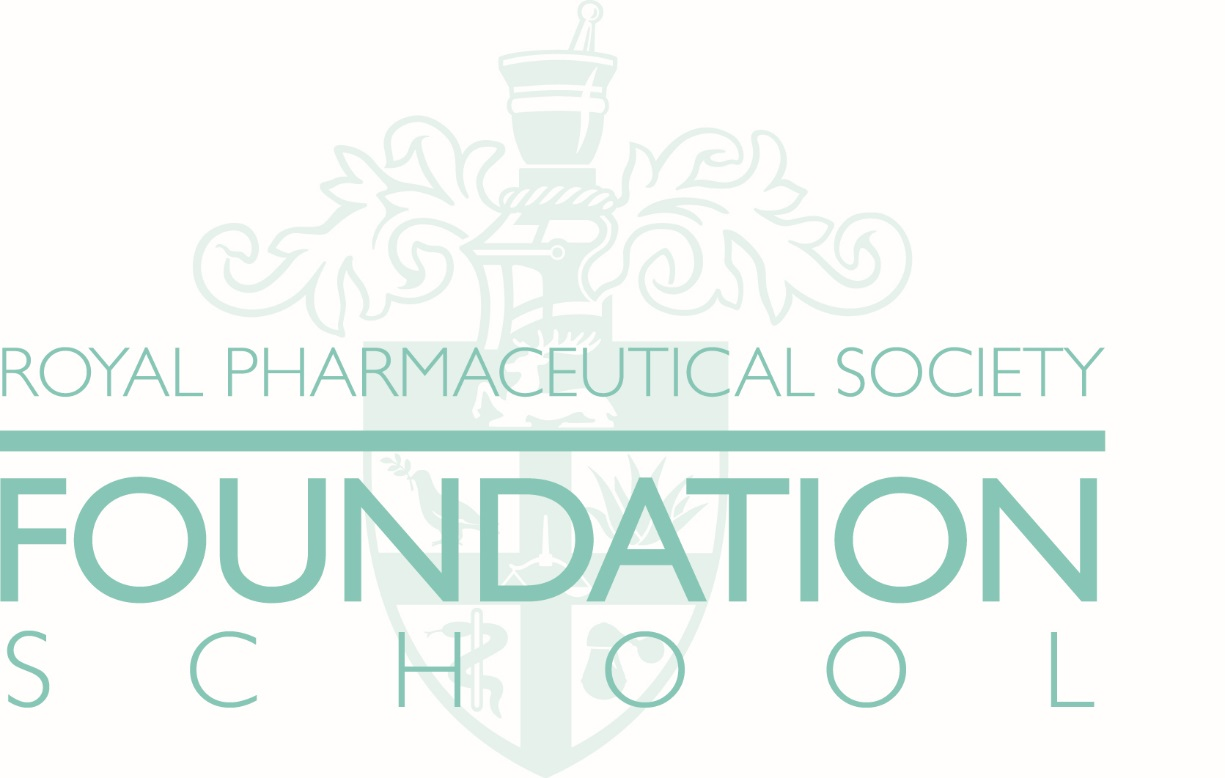 ROYAL PHARMACEUTICAL SOCIETY
FOUNDATION
SCHOOL